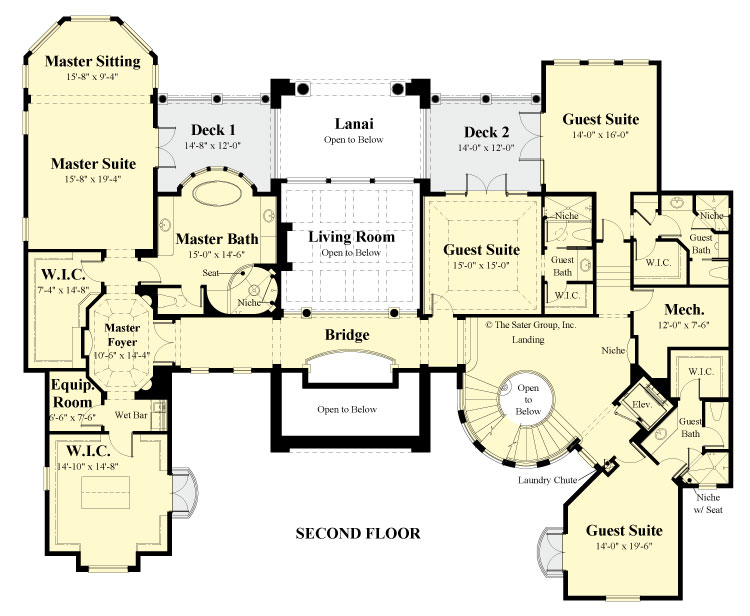 Master Sitting
15'-8" x 9'-4"
Master Suite
15'-8" x 19'-4"
Deck 1
14'-8" x 12'-0"
Lanai
Open to Below
Deck 2
14'-0" x 12'-0"
Guest Suite
14'-0" x 16'-0"
Master Bath
15'-0" x 14'-6"
Seat
Niche
Living Room
Open to Below
Guest Suite
15'-0" x 15'-0"
Niche
Guest
Bath
W.I.C.
Niche
Guest
Bath
W.I.C.
W.I.C.
7'-4" x 14'-8"
Master
Foyer
10'-6" x 14'-4"
Bridge
© The Sater Group, Inc.
Landing
Mech.
12'-0" x 7'-6"
Niche
W.I.C.
Equip.
Room
6'-6" x 7'-6"
Wet Bar
Open to Below
Open
to
Below
Elev.
Guest
Bath
W.I.C.
14'-10" x 14'-8"
Laundry Chute
Niche
w/ Seat
Guest Suite
14'-0" x 19'-6"
SECOND FLOOR